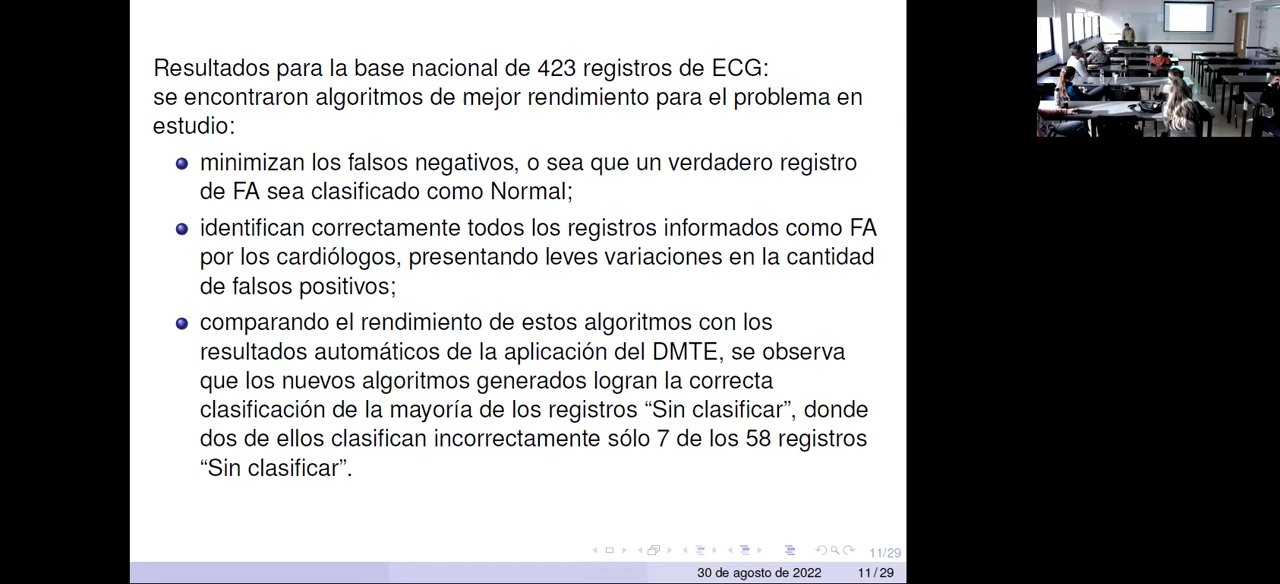 Resultados para la base nacional de 423 registros de ECG:
se encontraron algoritmos de mejor rendimiento para el problema en
estudio:
minimizan los falsos negativos, o sea que un verdadero registro
de FA sea clasificado como Normal;
identifican correctamente todos los registros informados como FA
por los cardiólogos, presentando leves variaciones en la cantidad
de falsos positivos;
comparando el rendimiento de estos algoritmos con los
resultados automáticos de la aplicación del DMTE, se observa
que los nuevos algoritmos generados logran la correcta
clasificación de la mayoría de los registros “Sin clasificar”, donde
dos de ellos clasifican incorrectamente sólo 7 de los 58 registros
“Sin clasificar”.
11/29
30 de agosto de 2022 11 / 29